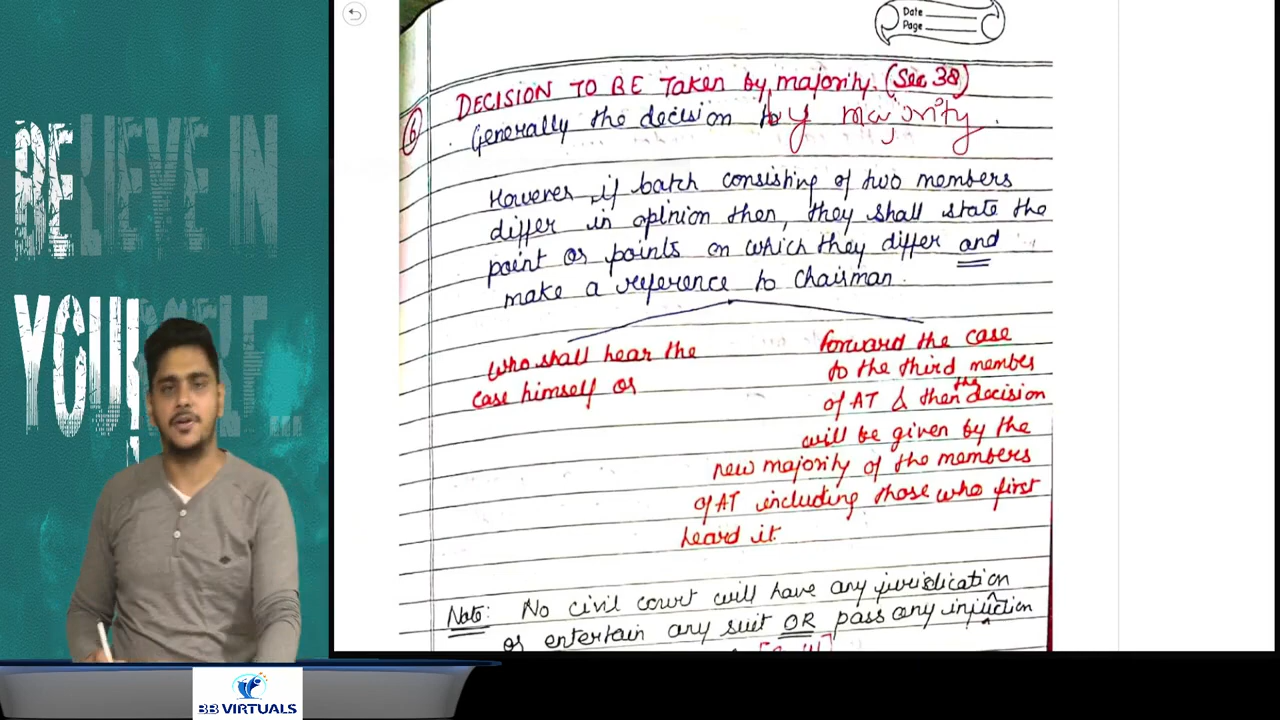 Date
Page
BELIEVE IN
YOURSELF...
DECISION TO BE Taken by majority. (Sec 38)
6
Generally the decision by majority.
However, if batch consisting of two members
differ in opinion then, they shall state the
point or points on which they differ and
make a reference to Chairman.
who shall hear the
case himself or
forward the case
to the third member
of AT & then the decision
will be given by the
new majority of the members
of AT including those who first
heard it.
Note: No civil court will have any jurisdication
or entertain any suit OR pass any injuction
BB VIRTUALS